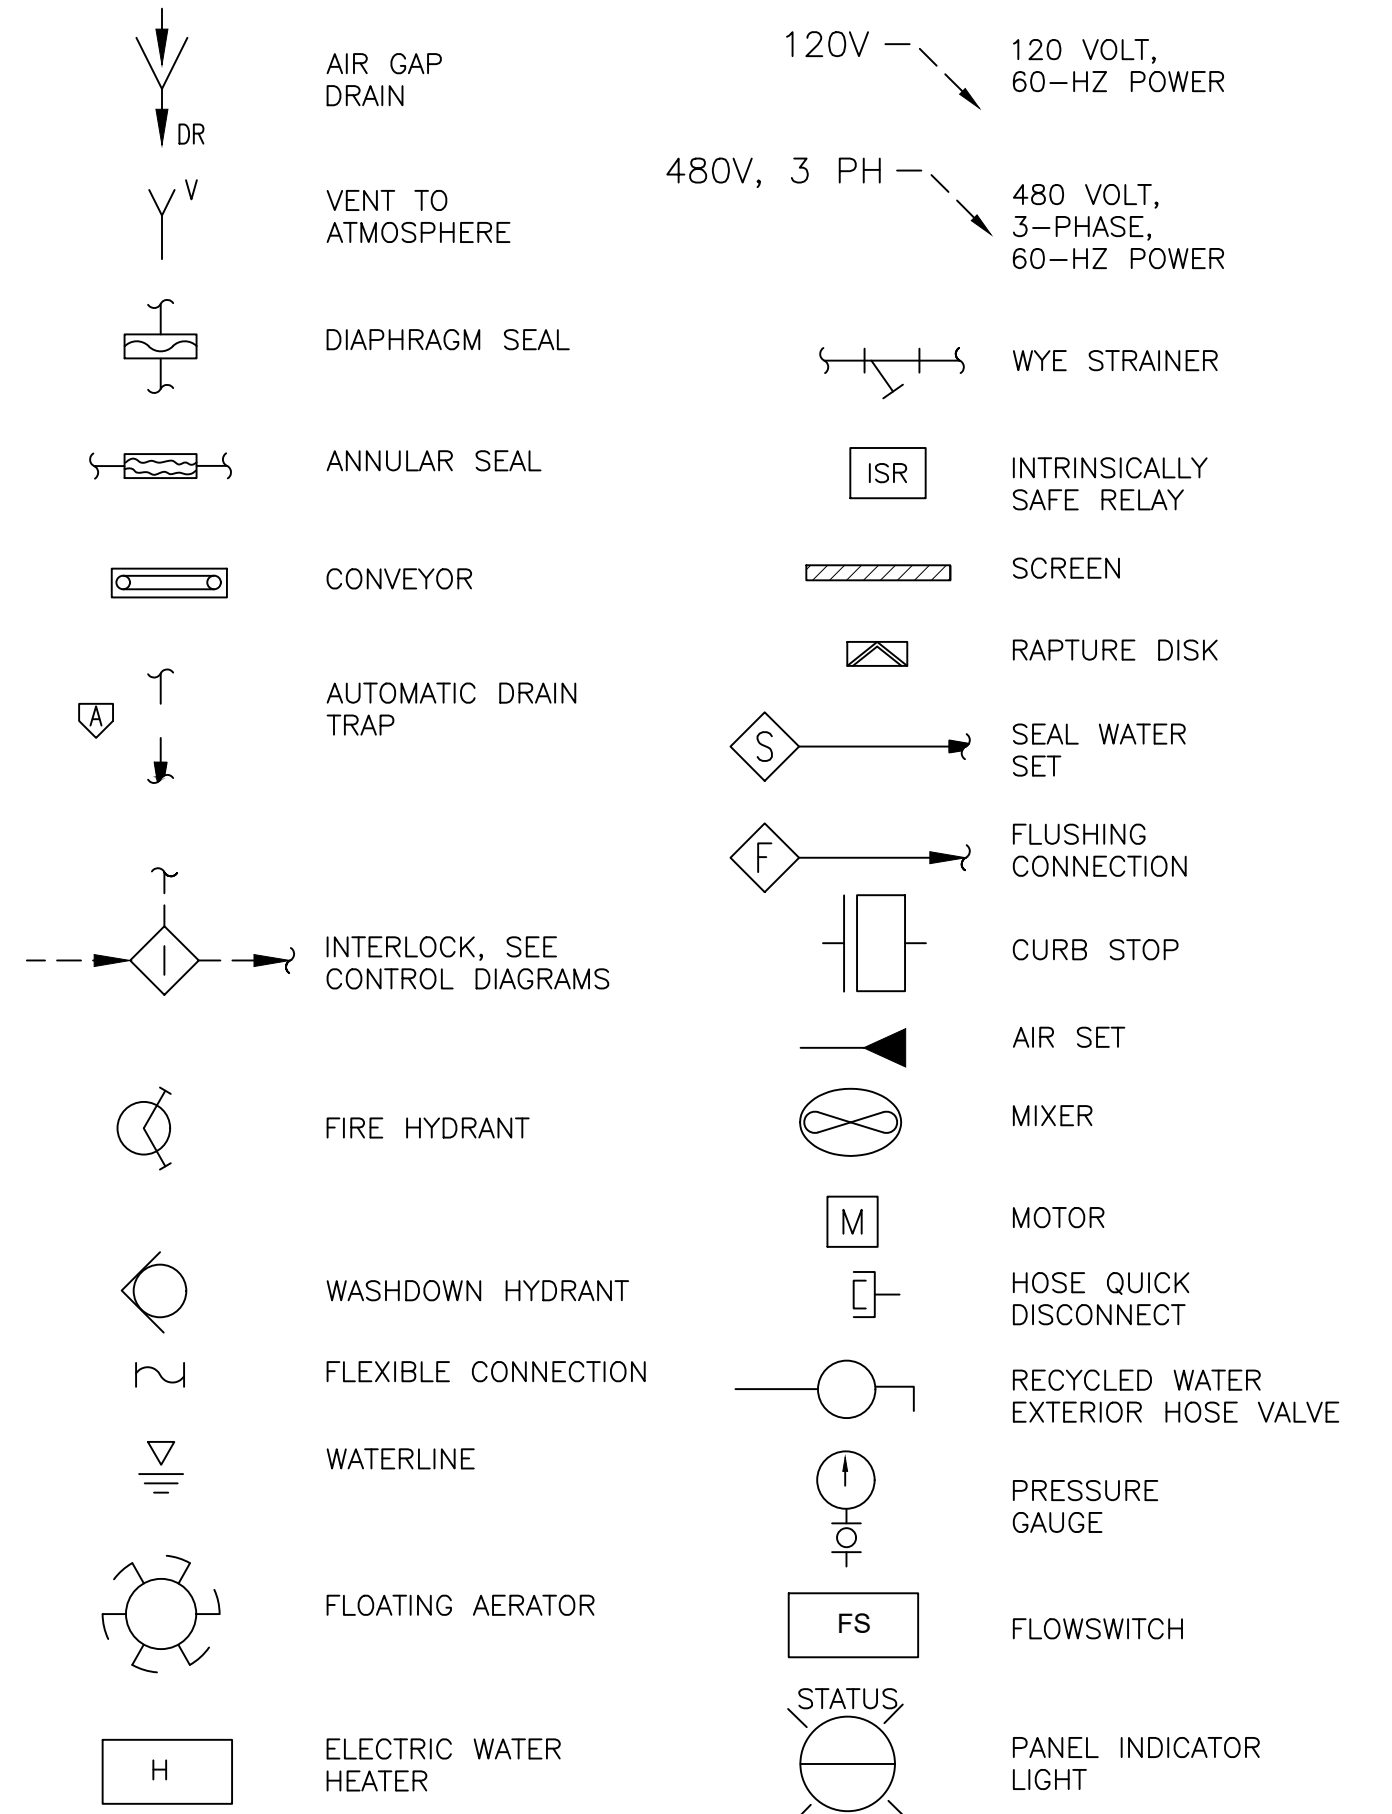 DR
AIR GAP
DRAIN
V
VENT TO
ATMOSPHERE
DIAPHRAGM SEAL
ANNULAR SEAL
CONVEYOR
A
AUTOMATIC DRAIN
TRAP
I
INTERLOCK, SEE
CONTROL DIAGRAMS
FIRE HYDRANT
WASHDOWN HYDRANT
FLEXIBLE CONNECTION
WATERLINE
FLOATING AERATOR
H
ELECTRIC WATER
HEATER
120V
120 VOLT,
60-HZ POWER
480V, 3 PH
480 VOLT,
3-PHASE,
60-HZ POWER
WYE STRAINER
ISR
INTRINSICALLY
SAFE RELAY
SCREEN
RAPTURE DISK
S
SEAL WATER
SET
F
FLUSHING
CONNECTION
CURB STOP
AIR SET
MIXER
M
MOTOR
HOSE QUICK
DISCONNECT
RECYCLED WATER
EXTERIOR HOSE VALVE
PRESSURE
GAUGE
FS
FLOWSWITCH
STATUS
PANEL INDICATOR
LIGHT